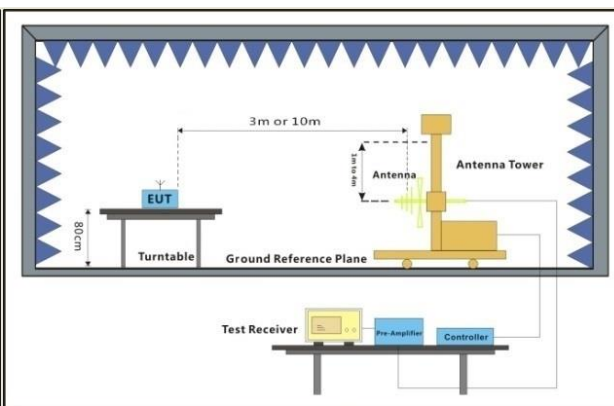 3m or 10m
Antenna Tower
1m to 4m
Antenna
EUT
80cm
Turntable
Ground Reference Plane
Test Receiver
Pre-Amplifier
Controller